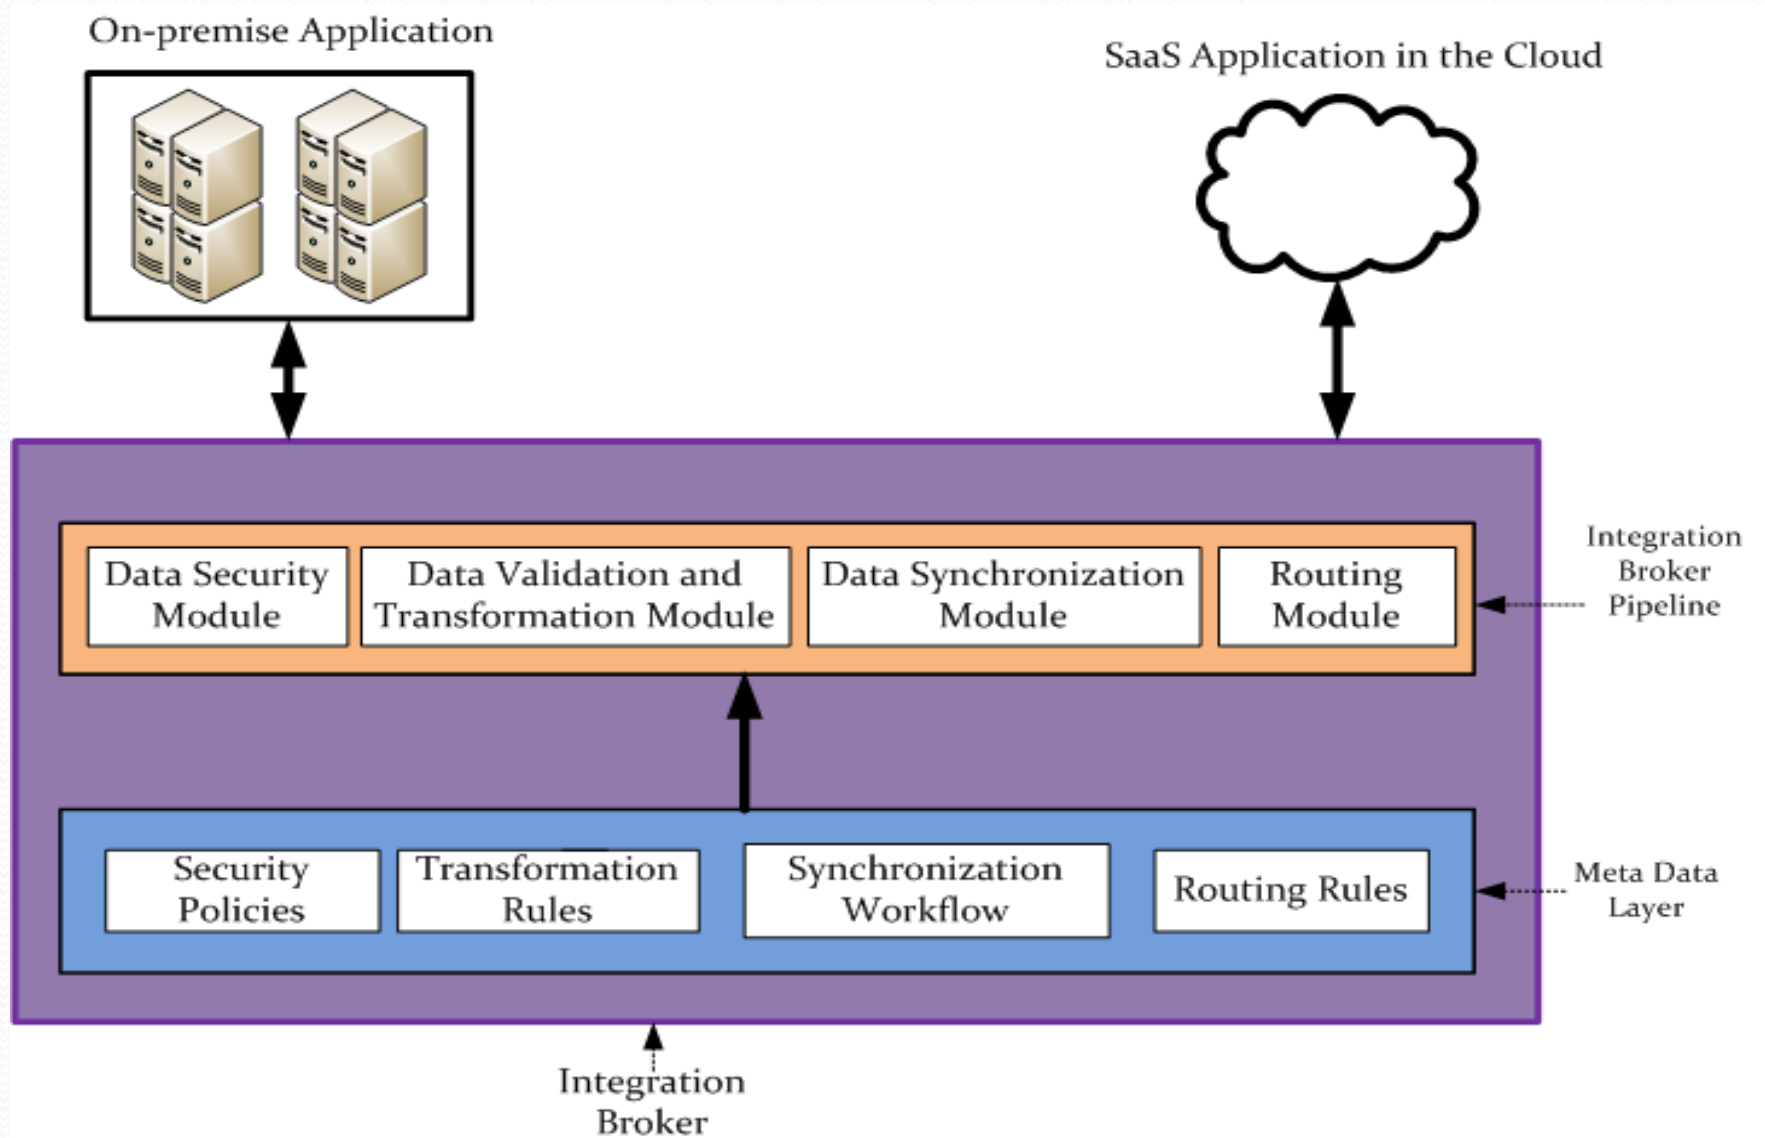 On-premise Application
SaaS Application in the Cloud
Data Security
Module
Data Validation and
Transformation Module
Data Synchronization
Module
Routing
Module
Integration
Broker
Pipeline
Security
Policies
Transformation
Rules
Synchronization
Workflow
Routing Rules
Meta Data
Layer
Integration
Broker